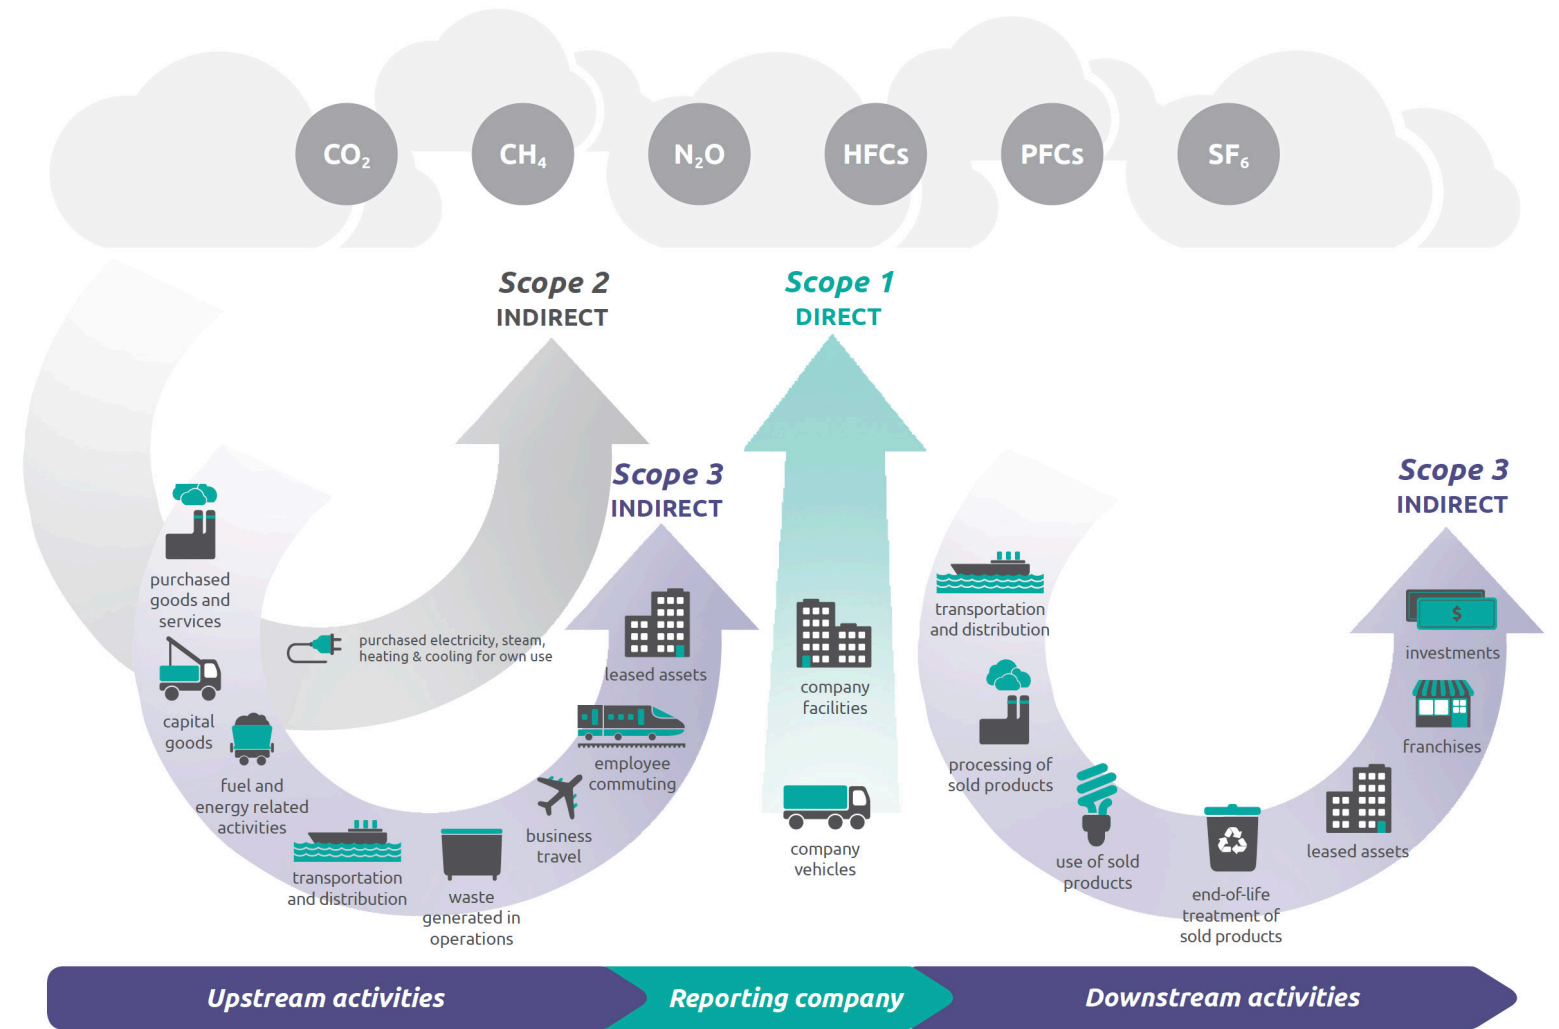 CO₂
CH₄
N₂O
HFCs
PFCs
SF₆
Scope 2
INDIRECT
Scope 1
DIRECT
Scope 3
INDIRECT
Scope 3
INDIRECT
purchased
goods and
services
capital
goods
fuel and
energy related
activities
transportation
and distribution
waste
generated in
operations
business
travel
employee
commuting
leased assets
purchased electricity, steam,
heating & cooling for own use
company
facilities
company
vehicles
transportation
and distribution
processing of
sold products
use of sold
products
end-of-life
treatment of
sold products
leased assets
franchises
$
investments
Upstream activities
Reporting company
Downstream activities